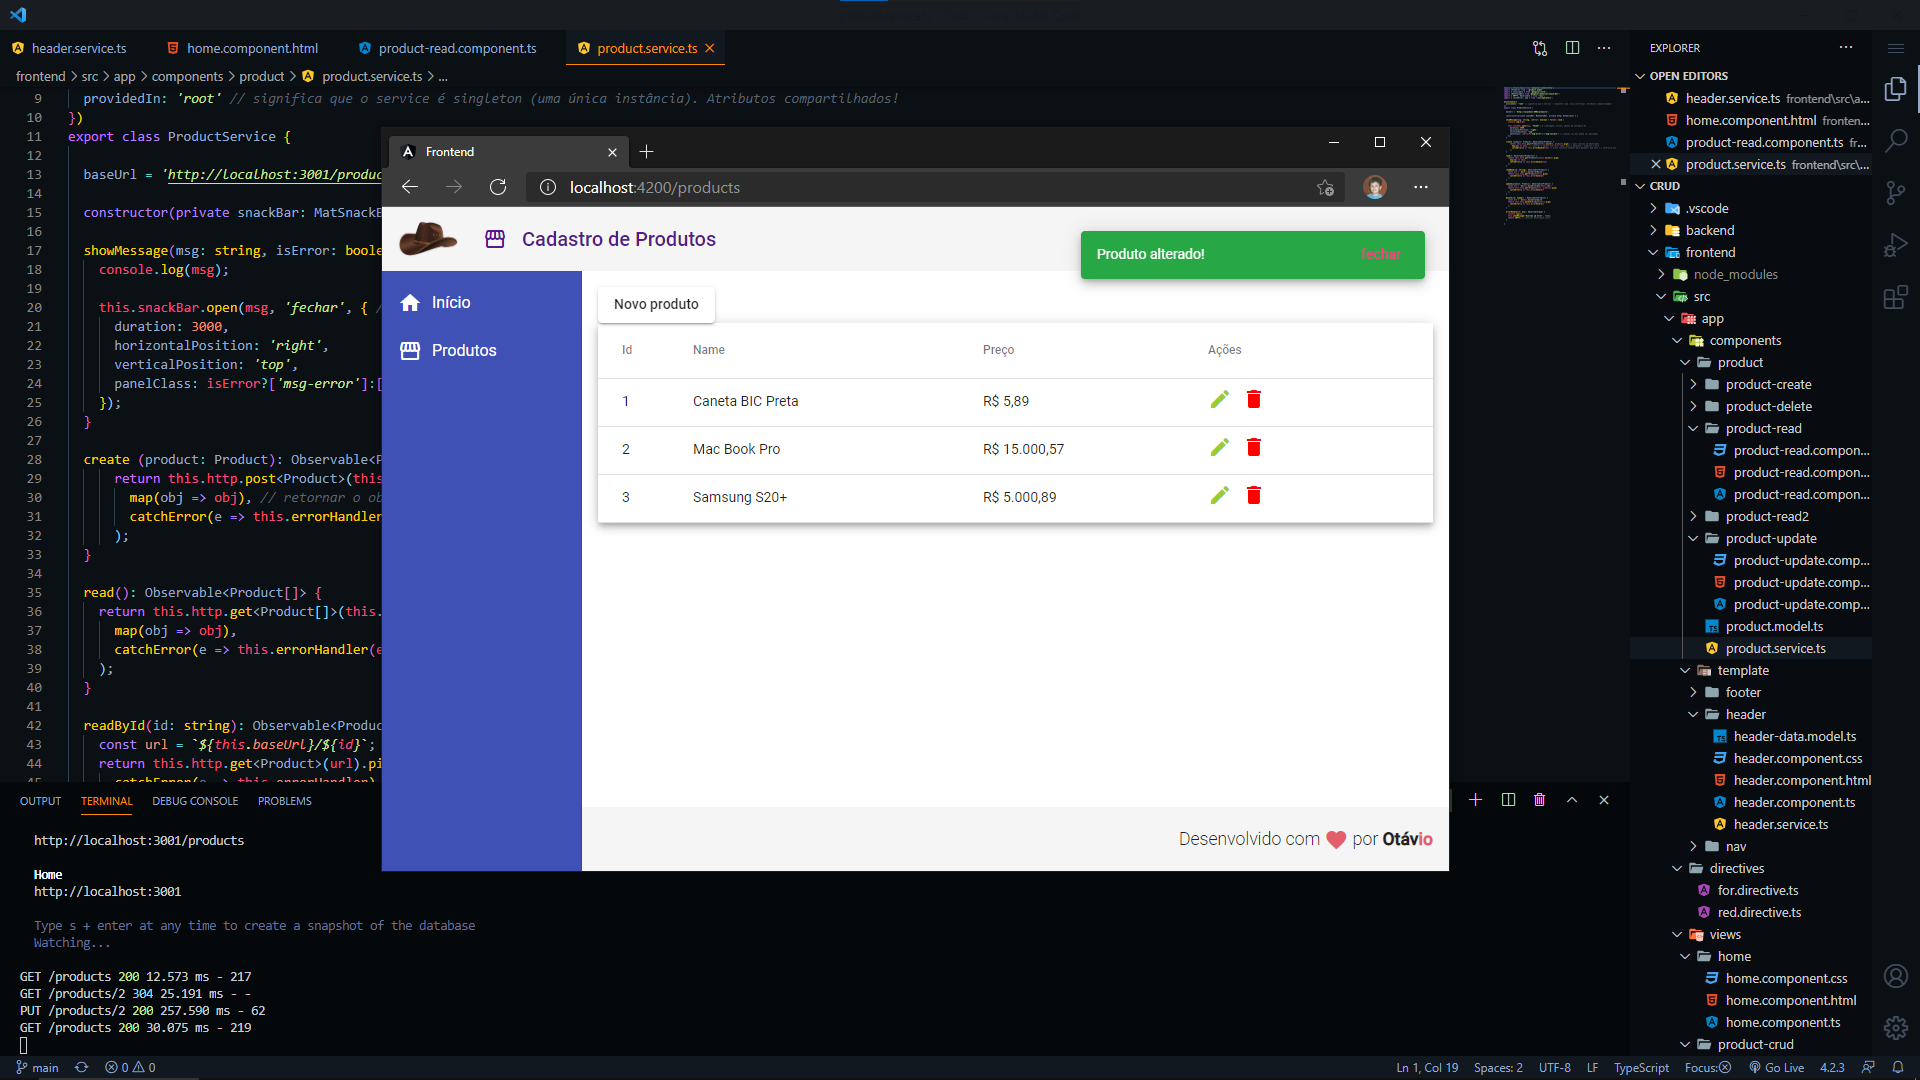 header.service.ts
home.component.html
product-read.component.ts
product.service.ts
frontend > src > app > components > product > product.service.ts > ...
9 providedIn: 'root' // significa que o service é singleton (uma única instância). Atributos compartilhados!
10 })
11 export class ProductService {
12
13 baseUrl = 'http://localhost:3001/produc
14
15 constructor(private snackBar: MatSnackB
16
17 showMessage(msg: string, isError: boole
18 console.log(msg);
19
20 this.snackBar.open(msg, 'fechar', { /
21 duration: 3000,
22 horizontalPosition: 'right',
23 verticalPosition: 'top',
24 panelClass: isError?['msg-error']:[
25 });
26 }
27
28 create (product: Product): Observable<P
29 return this.http.post<Product>(this
30 map(obj => obj), // retornar o ob
31 catchError(e => this.errorHandler
32 );
33 }
34
35 read(): Observable<Product[]> {
36 return this.http.get<Product[]>(this.
37 map(obj => obj),
38 catchError(e => this.errorHandler(e
39 );
40 }
41
42 readById(id: string): Observable<Produc
43 const url = `${this.baseUrl}/${id}`;
44 return this.http.get<Product>(url).pi
45 catchError(e => this.errorHandler)
Frontend
localhost:4200/products
Cadastro de Produtos
Produto alterado! fechar
Início
Produtos
Novo produto
Id Name Preço Ações
1 Caneta BIC Preta R$ 5,89
2 Mac Book Pro R$ 15.000,57
3 Samsung S20+ R$ 5.000,89
Desenvolvido com por Otávio
OUTPUT TERMINAL DEBUG CONSOLE PROBLEMS
http://localhost:3001/products
Home
http://localhost:3001
Type s + enter at any time to create a snapshot of the database
Watching...
GET /products 200 12.573 ms - 217
GET /products/2 304 25.191 ms - -
PUT /products/2 200 257.590 ms - 62
GET /products 200 30.075 ms - 219
EXPLORER
OPEN EDITORS
header.service.ts frontend\src\a...
home.component.html fronten...
product-read.component.ts fr...
product.service.ts frontend\src\...
CRUD
.vscode
backend
frontend
node_modules
src
app
components
product
product-create
product-delete
product-read
product-read.compon...
product-read.compon...
product-read.compon...
product-read2
product-update
product-update.comp...
product-update.comp...
product-update.comp...
product.model.ts
product.service.ts
template
footer
header
header-data.model.ts
header.component.css
header.component.html
header.component.ts
header.service.ts
nav
directives
for.directive.ts
red.directive.ts
views
home
home.component.css
home.component.html
home.component.ts
product-crud
main 0 0 Ln 1, Col 19 Spaces: 2 UTF-8 LF TypeScript Focus: Go Live 4.2.3